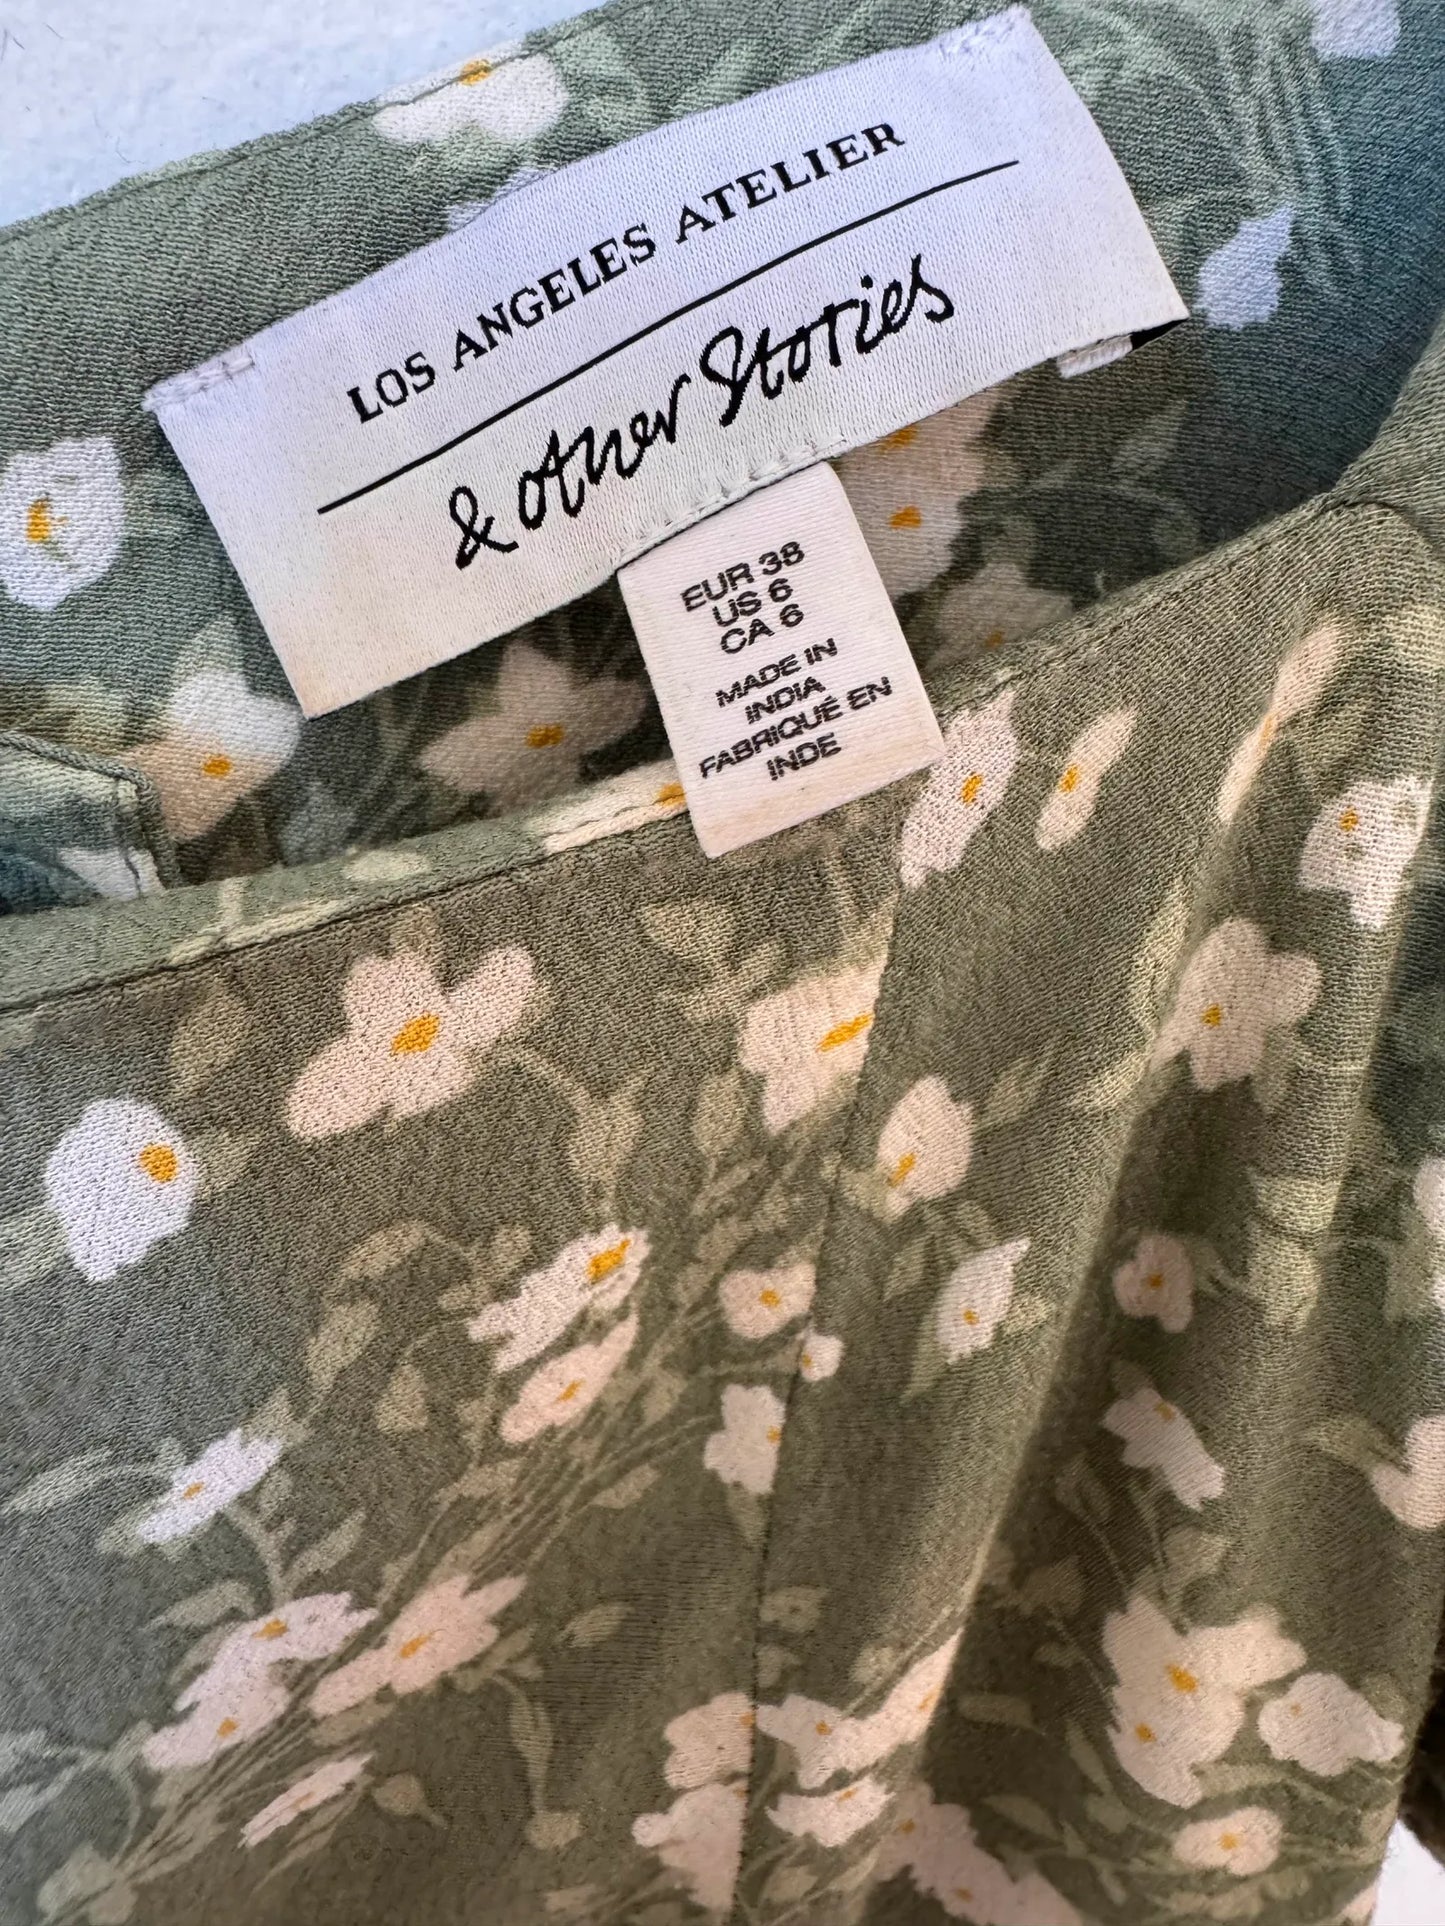 LOS ANGELES ATELIER
& Other Stories
EUR 38
US 6
CA 6
MADE IN
INDIA
FABRIQUÉ EN
INDE